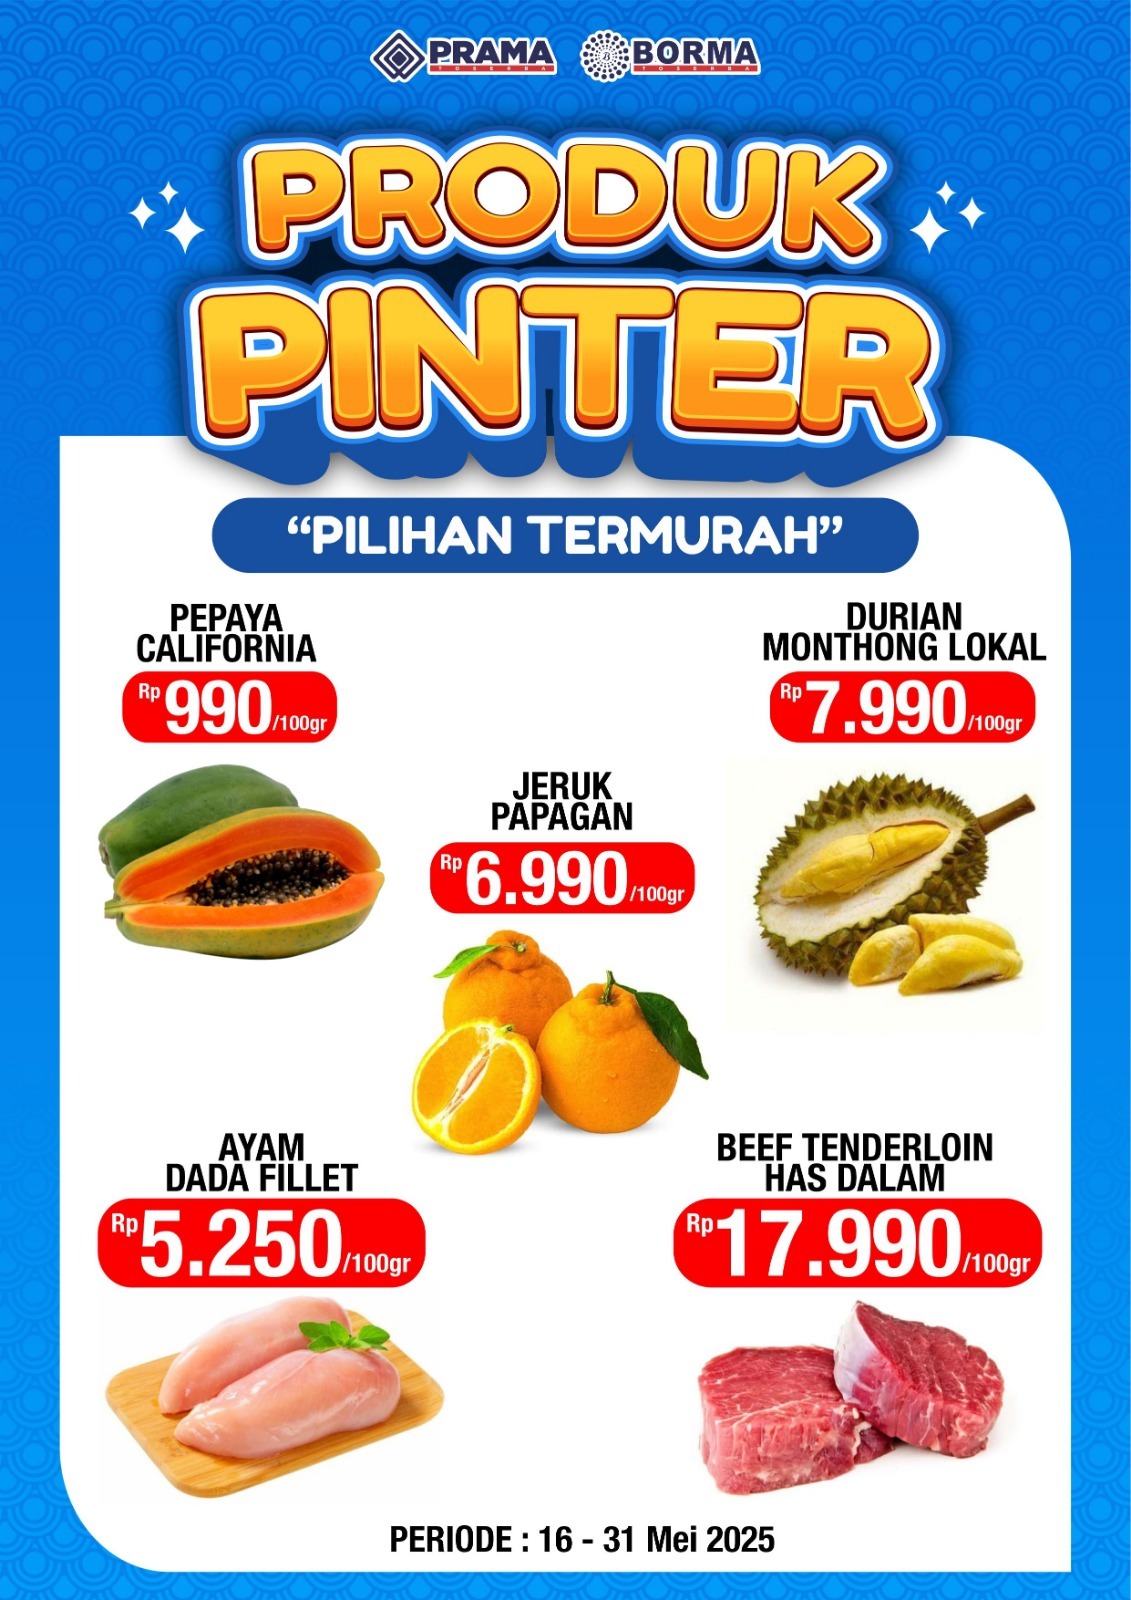 PRAMA
TOSERBA
BORMA
TOSERBA
PRODUK
PINTER
“PILIHAN TERMURAH”
PEPAYA
CALIFORNIA
Rp 990/100gr
DURIAN
MONTHONG LOKAL
Rp 7.990/100gr
JERUK
PAPAGAN
Rp 6.990/100gr
AYAM
DADA FILLET
Rp 5.250/100gr
BEEF TENDERLOIN
HAS DALAM
Rp 17.990/100gr
PERIODE : 16 - 31 Mei 2025